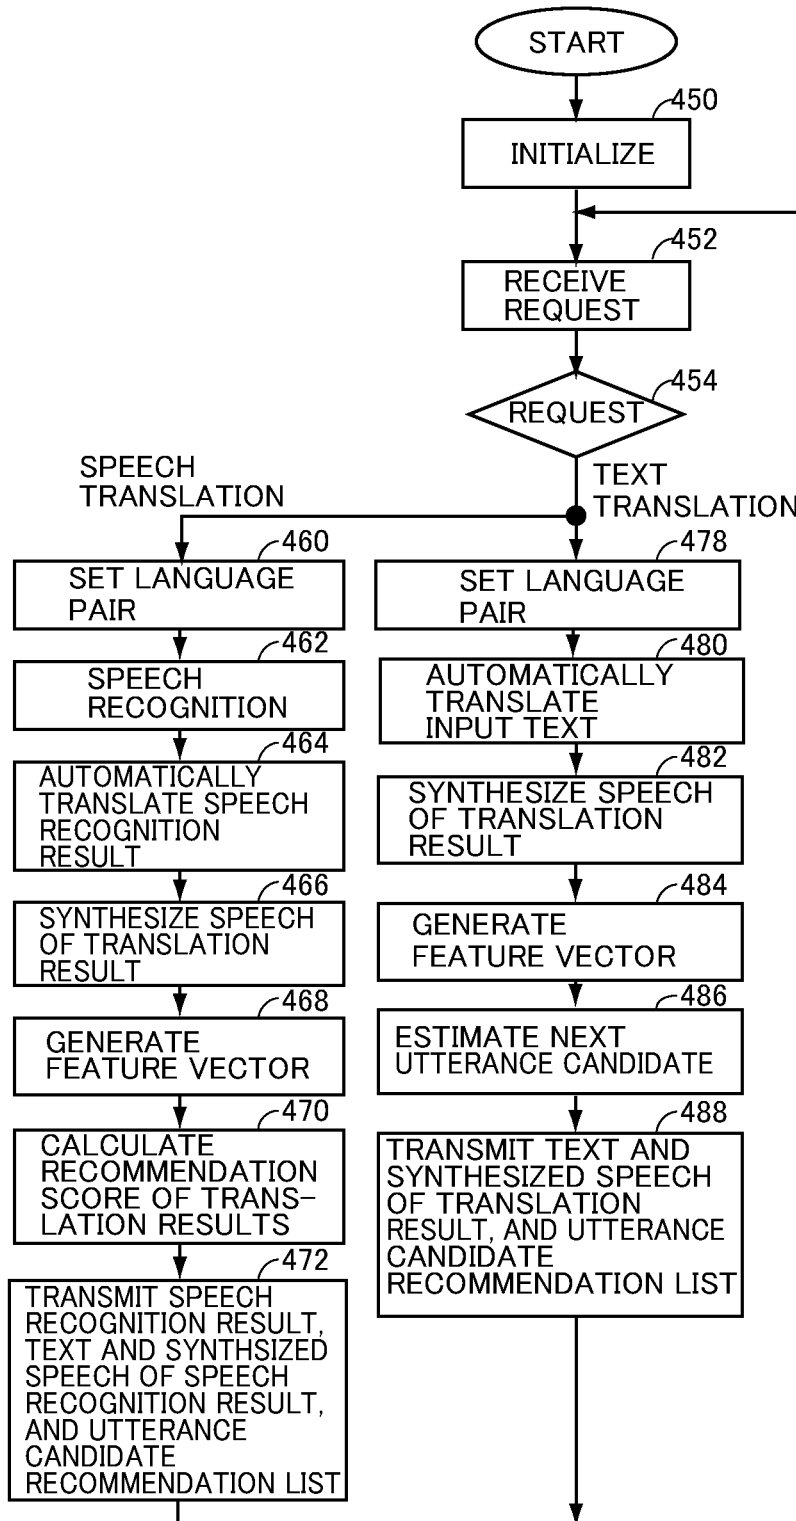 START
450
INITIALIZE
452
RECEIVE
REQUEST
454
REQUEST
SPEECH
TRANSLATION
TEXT
TRANSLATION
460
SET LANGUAGE
PAIR
462
SPEECH
RECOGNITION
464
AUTOMATICALLY
TRANSLATE SPEECH
RECOGNITION
RESULT
466
SYNTHESIZE SPEECH
OF TRANSLATION
RESULT
468
GENERATE
FEATURE VECTOR
470
CALCULATE
RECOMMENDATION
SCORE OF TRANS-
LATION RESULTS
472
TRANSMIT SPEECH
RECOGNITION RESULT,
TEXT AND SYNTHSIZED
SPEECH OF SPEECH
RECOGNITION RESULT,
AND UTTERANCE
CANDIDATE
RECOMMENDATION LIST
478
SET LANGUAGE
PAIR
480
AUTOMATICALLY
TRANSLATE
INPUT TEXT
482
SYNTHESIZE SPEECH
OF TRANSLATION
RESULT
484
GENERATE
FEATURE VECTOR
486
ESTIMATE NEXT
UTTERANCE CANDIDATE
488
TRANSMIT TEXT AND
SYNTHESIZED SPEECH
OF TRANSLATION
RESULT, AND UTTERANCE
CANDIDATE
RECOMMENDATION LIST